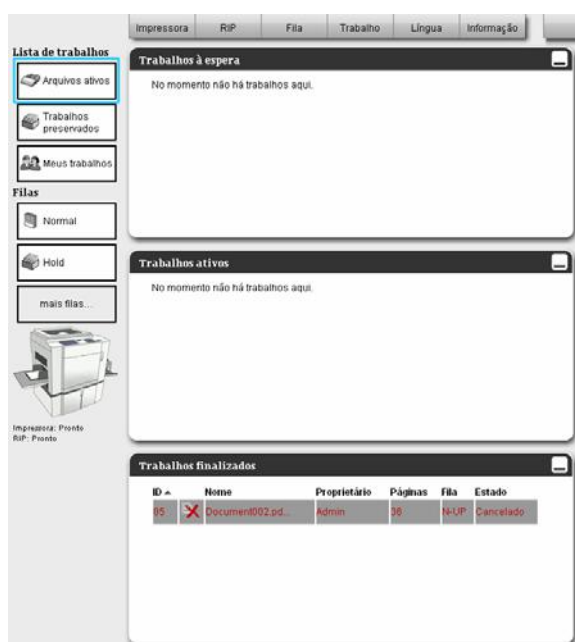 Impressora RIP Fila Trabalho Língua Informação
Lista de trabalhos
Arquivos ativos
Trabalhos
preservados
Meus trabalhos
Filas
Normal
Hold
mais filas...
Impressora: Pronto
RIP: Pronto
Trabalhos à espera
No momento não há trabalhos aqui.
Trabalhos ativos
No momento não há trabalhos aqui.
Trabalhos finalizados
ID Nome Proprietário Páginas Fila Estado
85 Document002.pd... Admin 36 N-UP Cancelado